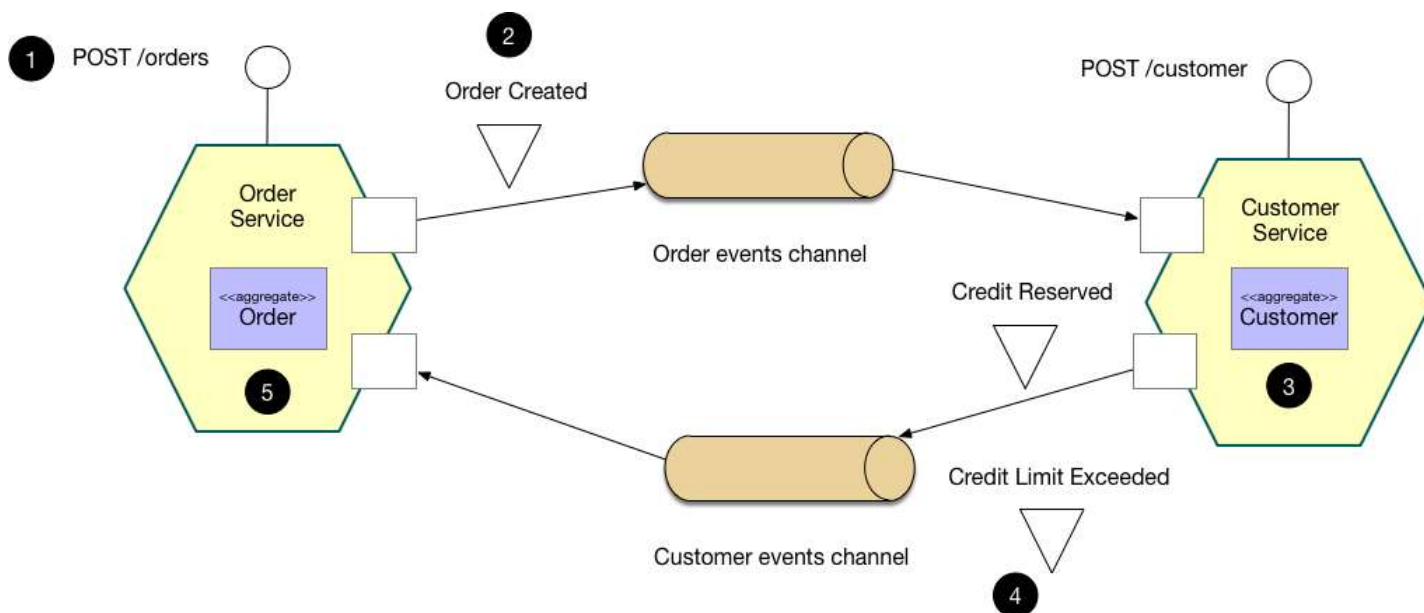 1
POST /orders
2
Order Created
POST /customer
Order
Service
<<aggregate>>
Order
5
Order events channel
Credit Reserved
Customer
Service
<<aggregate>>
Customer
3
Credit Limit Exceeded
Customer events channel
4